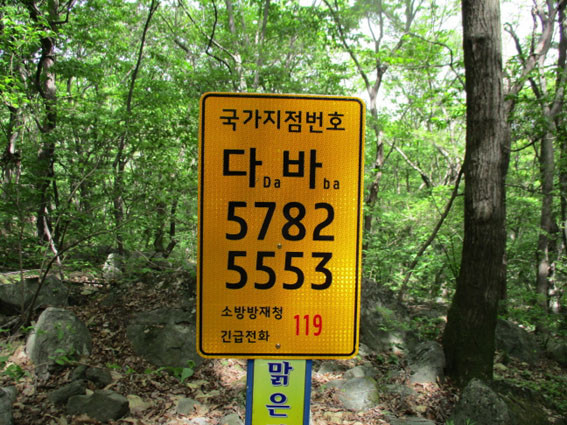 국가지점번호
다Da 바ba
5782
5553
소방방재청
긴급전화 119
맑은